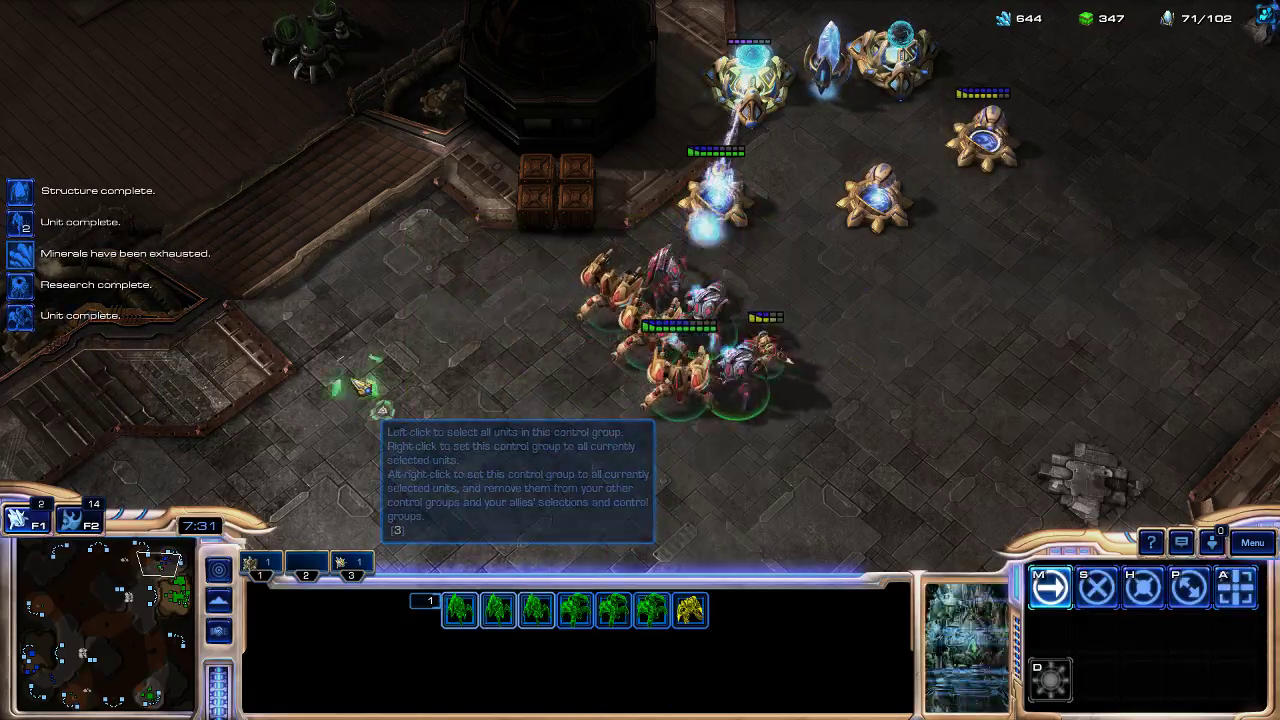 644 347 71/102
Structure complete.
2 Unit complete.
Minerals have been exhausted.
Research complete.
Unit complete.
Left-click to select all units in this control group.
Right-click to set this control group to all currently
selected units.
Alt-right-click to set this control group to all currently
selected units, and remove them from your other
control groups and your allies' selections and control
groups.
[3]
2 14
F1 F2
7:31
0
? Menu
1 1
1 2 3
M S H P A
1
D